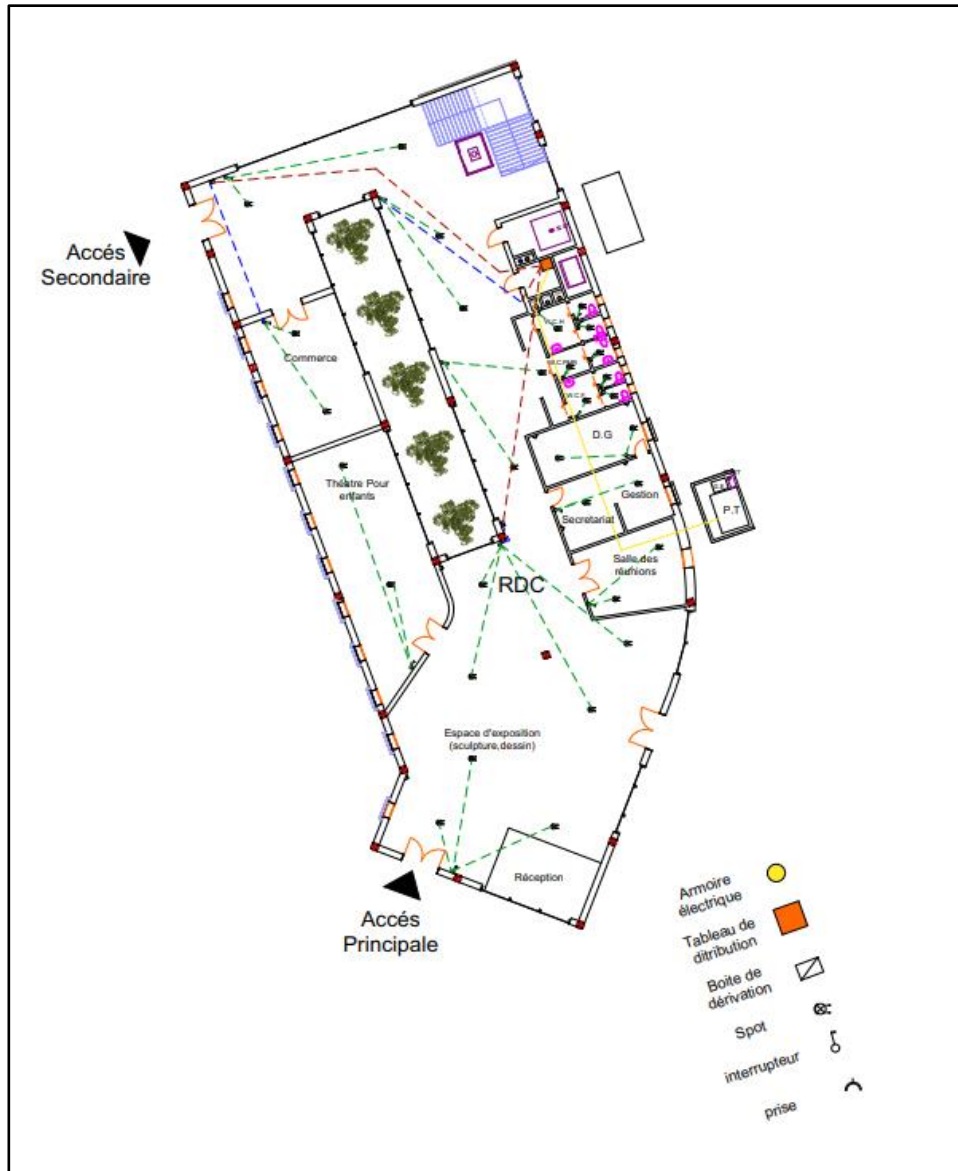 Accés
Secondaire
Commerce
Théatre Pour
enfants
W.C.H
W.C.F
D.G
Gestion
Secretariat
P.T
Salle des
réunions
RDC
Espace d'exposition
(sculpture,dessin)
Réception
Accés
Principale
Armoire
électrique
Tableau de
ditribution
Boite de
dérivation
Spot
interrupteur
prise